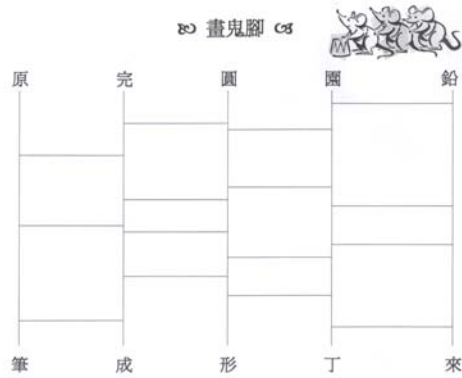 畫鬼腳
原 完 圓 園 鉛
筆 成 形 丁 來